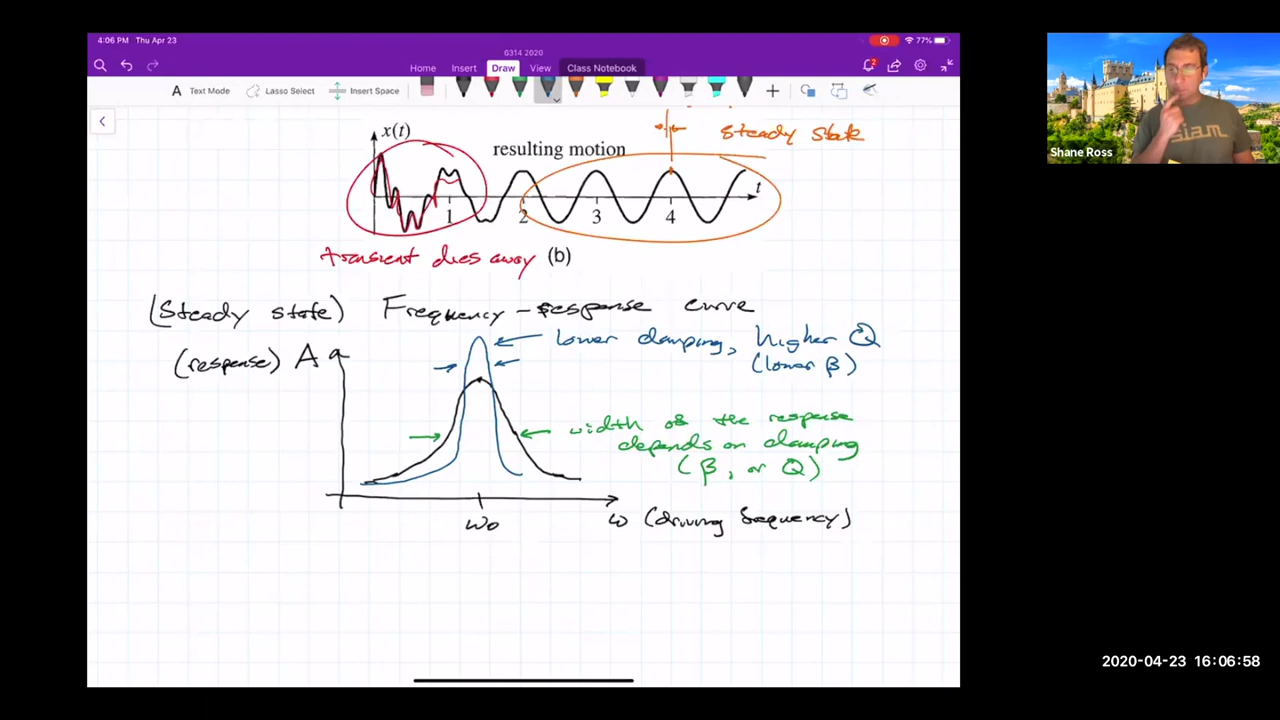 4:06 PM Thu Apr 23
77%
G314 2020
Home Insert Draw View Class Notebook
2
A Text Mode Lasso Select Insert Space
x(t)
resulting motion
steady state
t
1 2 3 4
transient dies away (b)
(Steady state) Frequency-response curve
lower damping, higher Q
(lower β)
(response) A
width of the response
depends on damping
(β, or Q)
ω0
ω (driving frequency)
siam
Shane Ross
2020-04-23 16:06:58